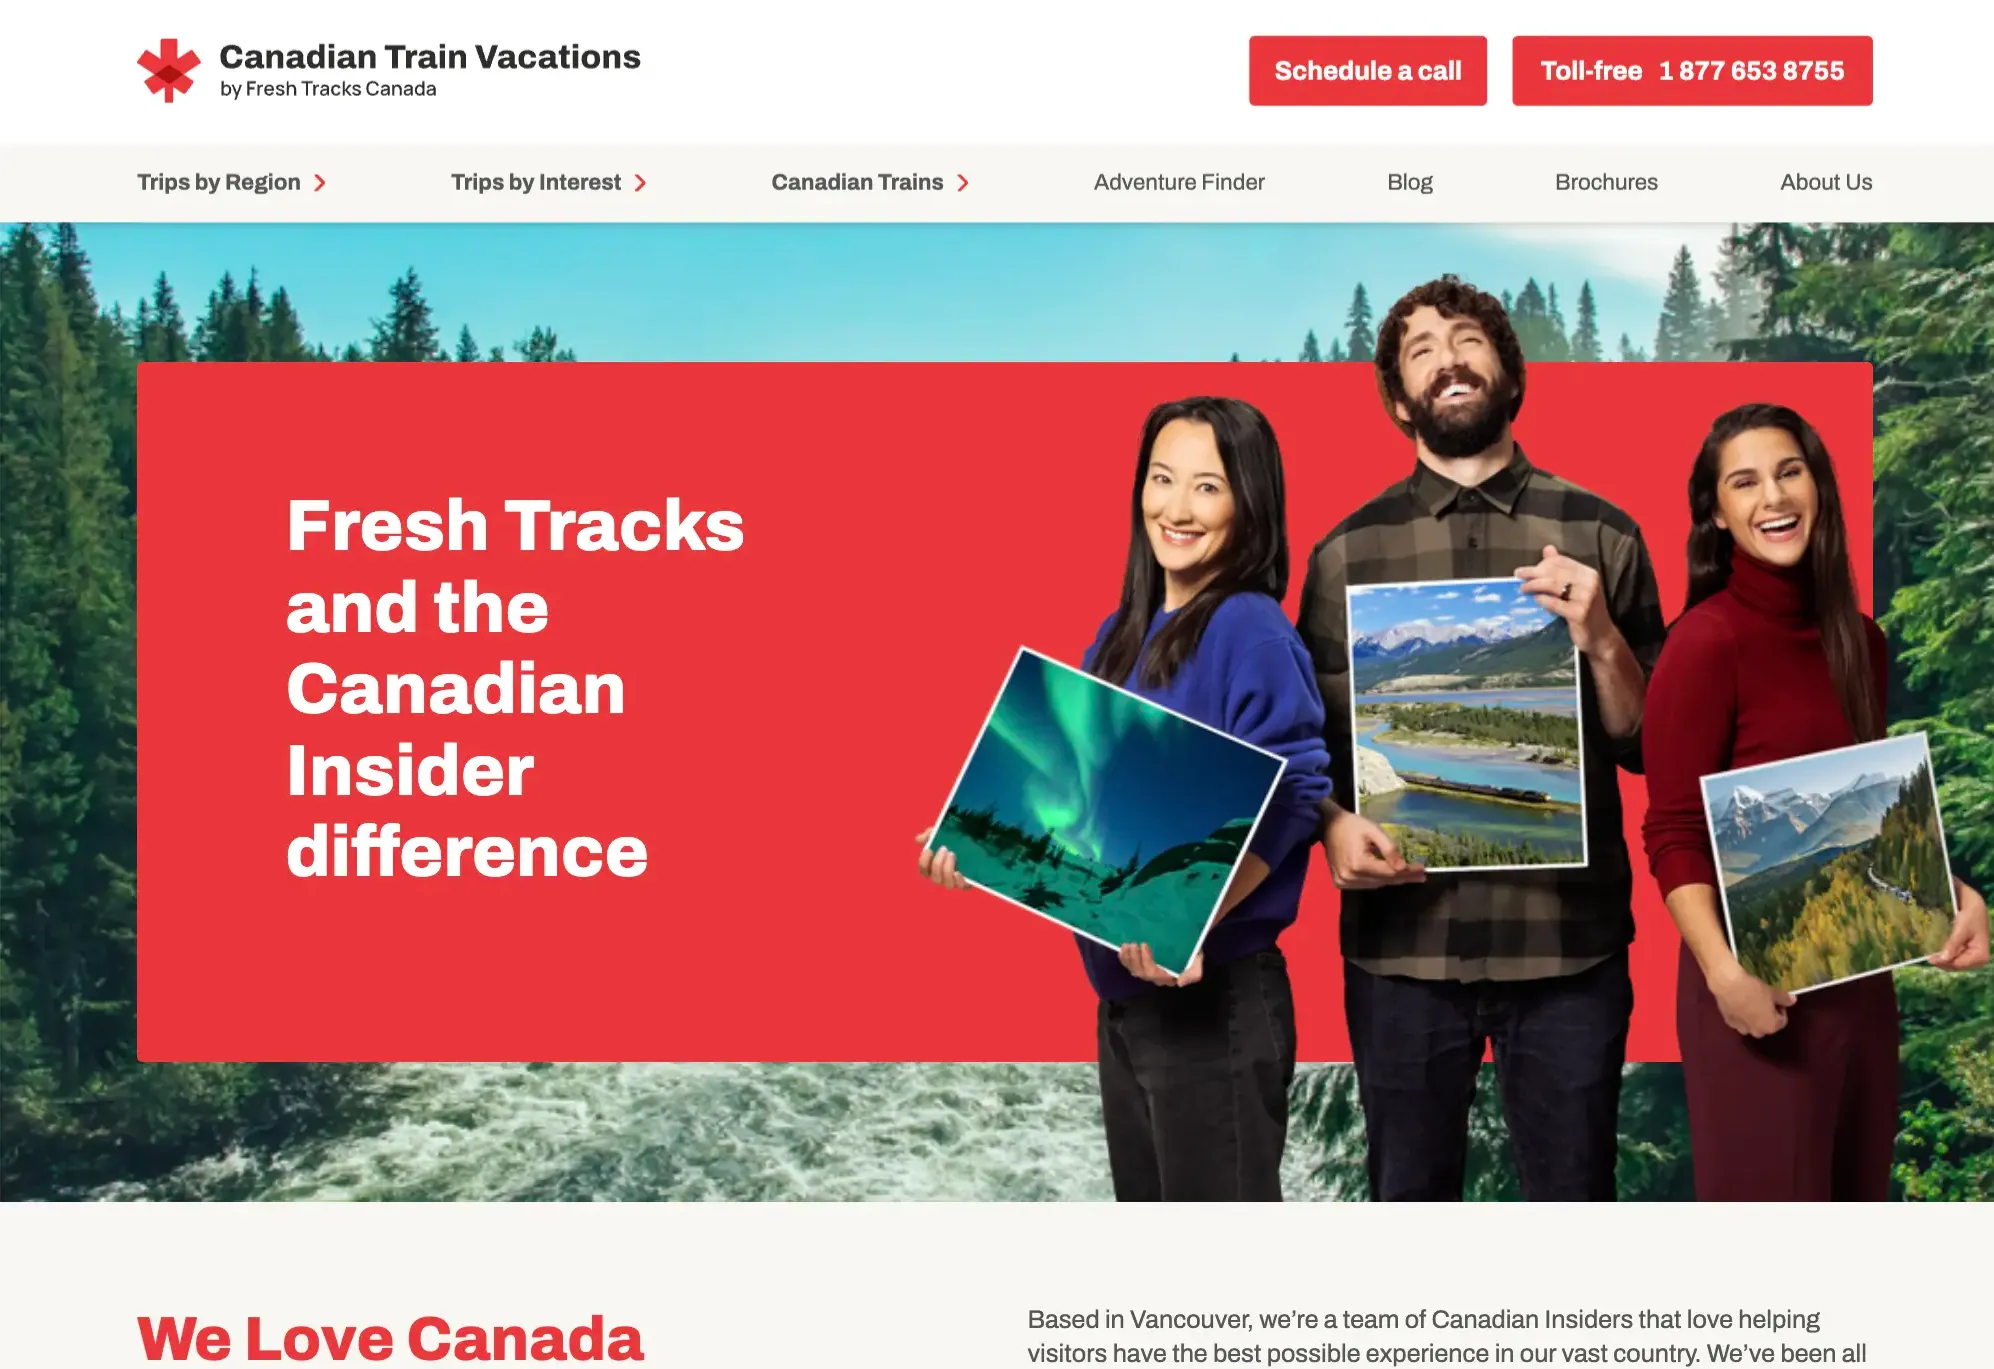 Canadian Train Vacations
by Fresh Tracks Canada
Schedule a call
Toll-free 1 877 653 8755
Trips by Region
Trips by Interest
Canadian Trains
Adventure Finder
Blog
Brochures
About Us
Fresh Tracks
and the
Canadian
Insider
difference
We Love Canada
Based in Vancouver, we’re a team of Canadian Insiders that love helping
visitors have the best possible experience in our vast country. We’ve been all